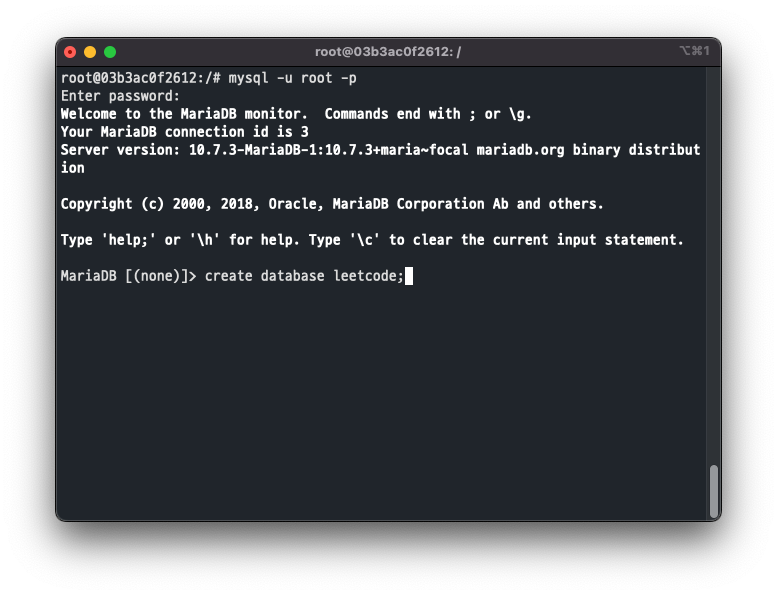 root@03b3ac0f2612: /
⌥⌘1
root@03b3ac0f2612:/# mysql -u root -p
Enter password:
Welcome to the MariaDB monitor.  Commands end with ; or \g.
Your MariaDB connection id is 3
Server version: 10.7.3-MariaDB-1:10.7.3+maria~focal mariadb.org binary distribut
ion
Copyright (c) 2000, 2018, Oracle, MariaDB Corporation Ab and others.
Type 'help;' or '\h' for help. Type '\c' to clear the current input statement.
MariaDB [(none)]> create database leetcode;